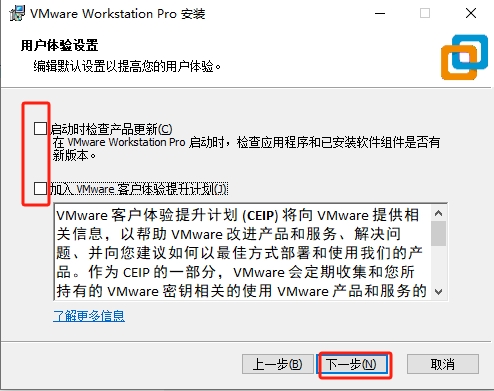 VMware Workstation Pro 安装
用户体验设置
编辑默认设置以提高您的用户体验。
启动时检查产品更新(C)
在 VMware Workstation Pro 启动时，检查应用程序和已安装软件组件是否有
新版本。
加入 VMware 客户体验提升计划(J)
VMware 客户体验提升计划 (CEIP) 将向 VMware 提供相
关信息，以帮助 VMware 改进产品和服务、解决问
题、并向您建议如何以最佳方式部署和使用我们的产
品。作为 CEIP 的一部分，VMware 会定期收集和您所
持有的 VMware 密钥相关的使用 VMware 产品和服务的
了解更多信息
上一步(B) 下一步(N) 取消